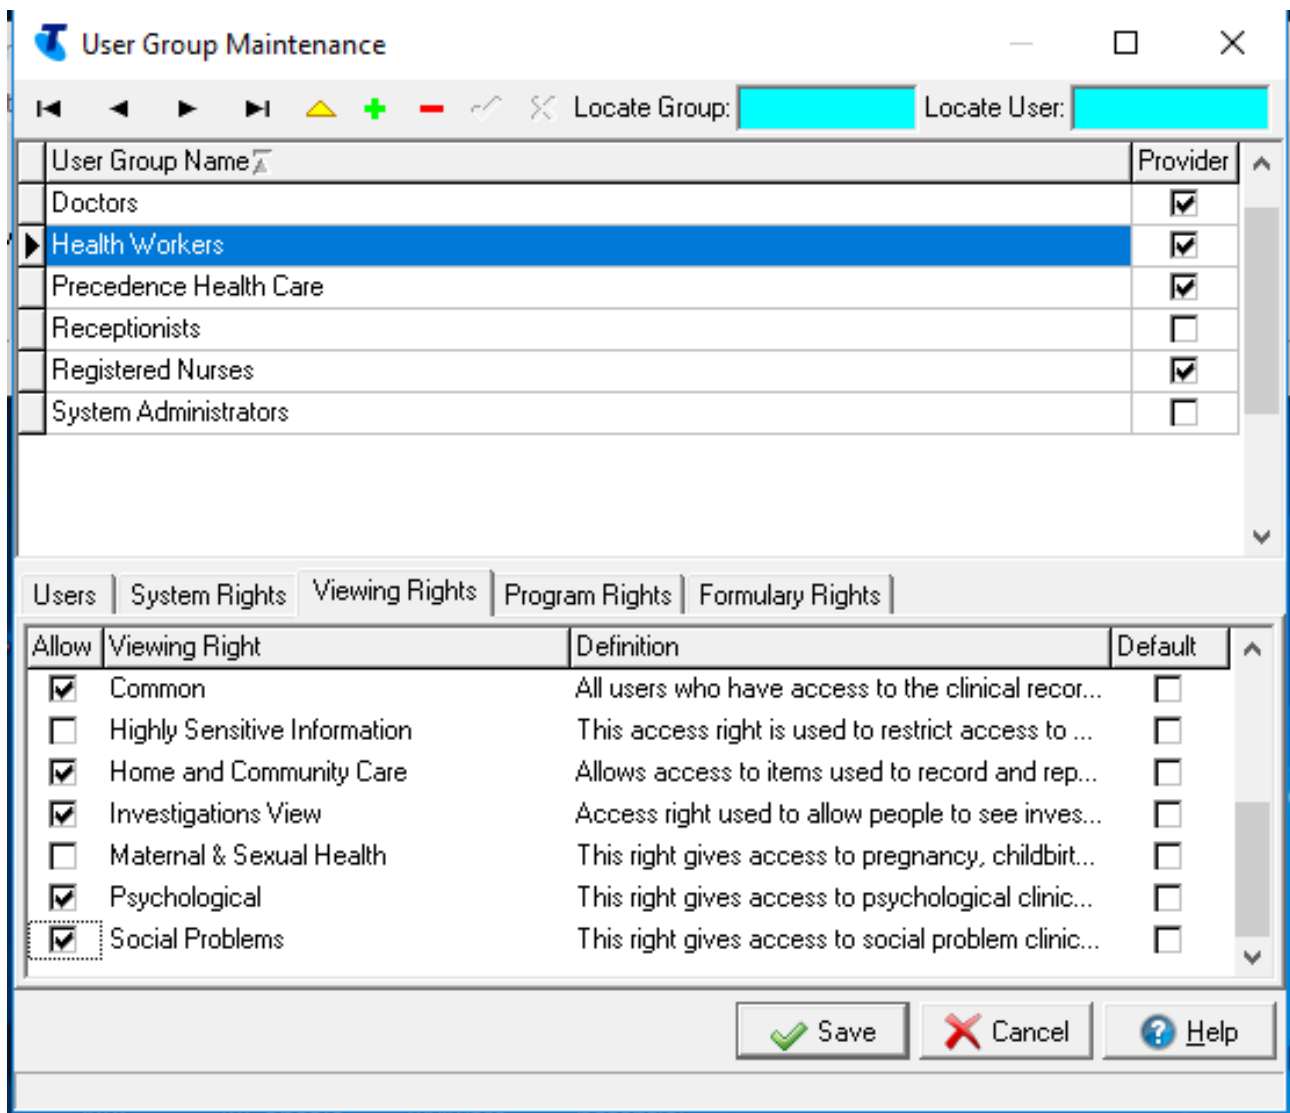 User Group Maintenance
Locate Group: Locate User:
User Group Name Provider
Doctors
Health Workers
Precedence Health Care
Receptionists
Registered Nurses
System Administrators
Users System Rights Viewing Rights Program Rights Formulary Rights
Allow Viewing Right Definition Default
Common All users who have access to the clinical recor...
Highly Sensitive Information This access right is used to restrict access to ...
Home and Community Care Allows access to items used to record and rep...
Investigations View Access right used to allow people to see inves...
Maternal & Sexual Health This right gives access to pregnancy, childbirt...
Psychological This right gives access to psychological clinic...
Social Problems This right gives access to social problem clinic...
Save Cancel Help